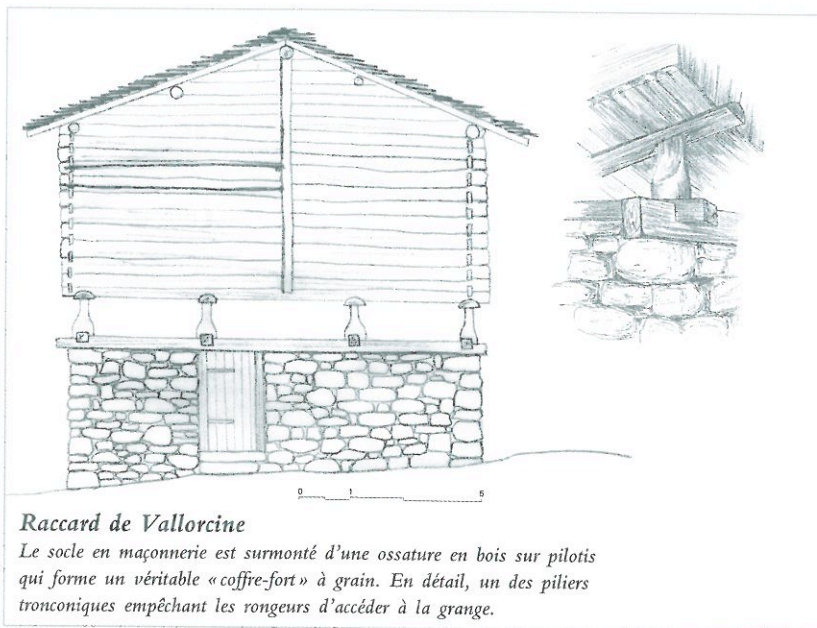 0 1 5
Raccard de Vallorcine
Le socle en maçonnerie est surmonté d'une ossature en bois sur pilotis
qui forme un véritable « coffre-fort » à grain. En détail, un des piliers
tronconiques empêchant les rongeurs d'accéder à la grange.